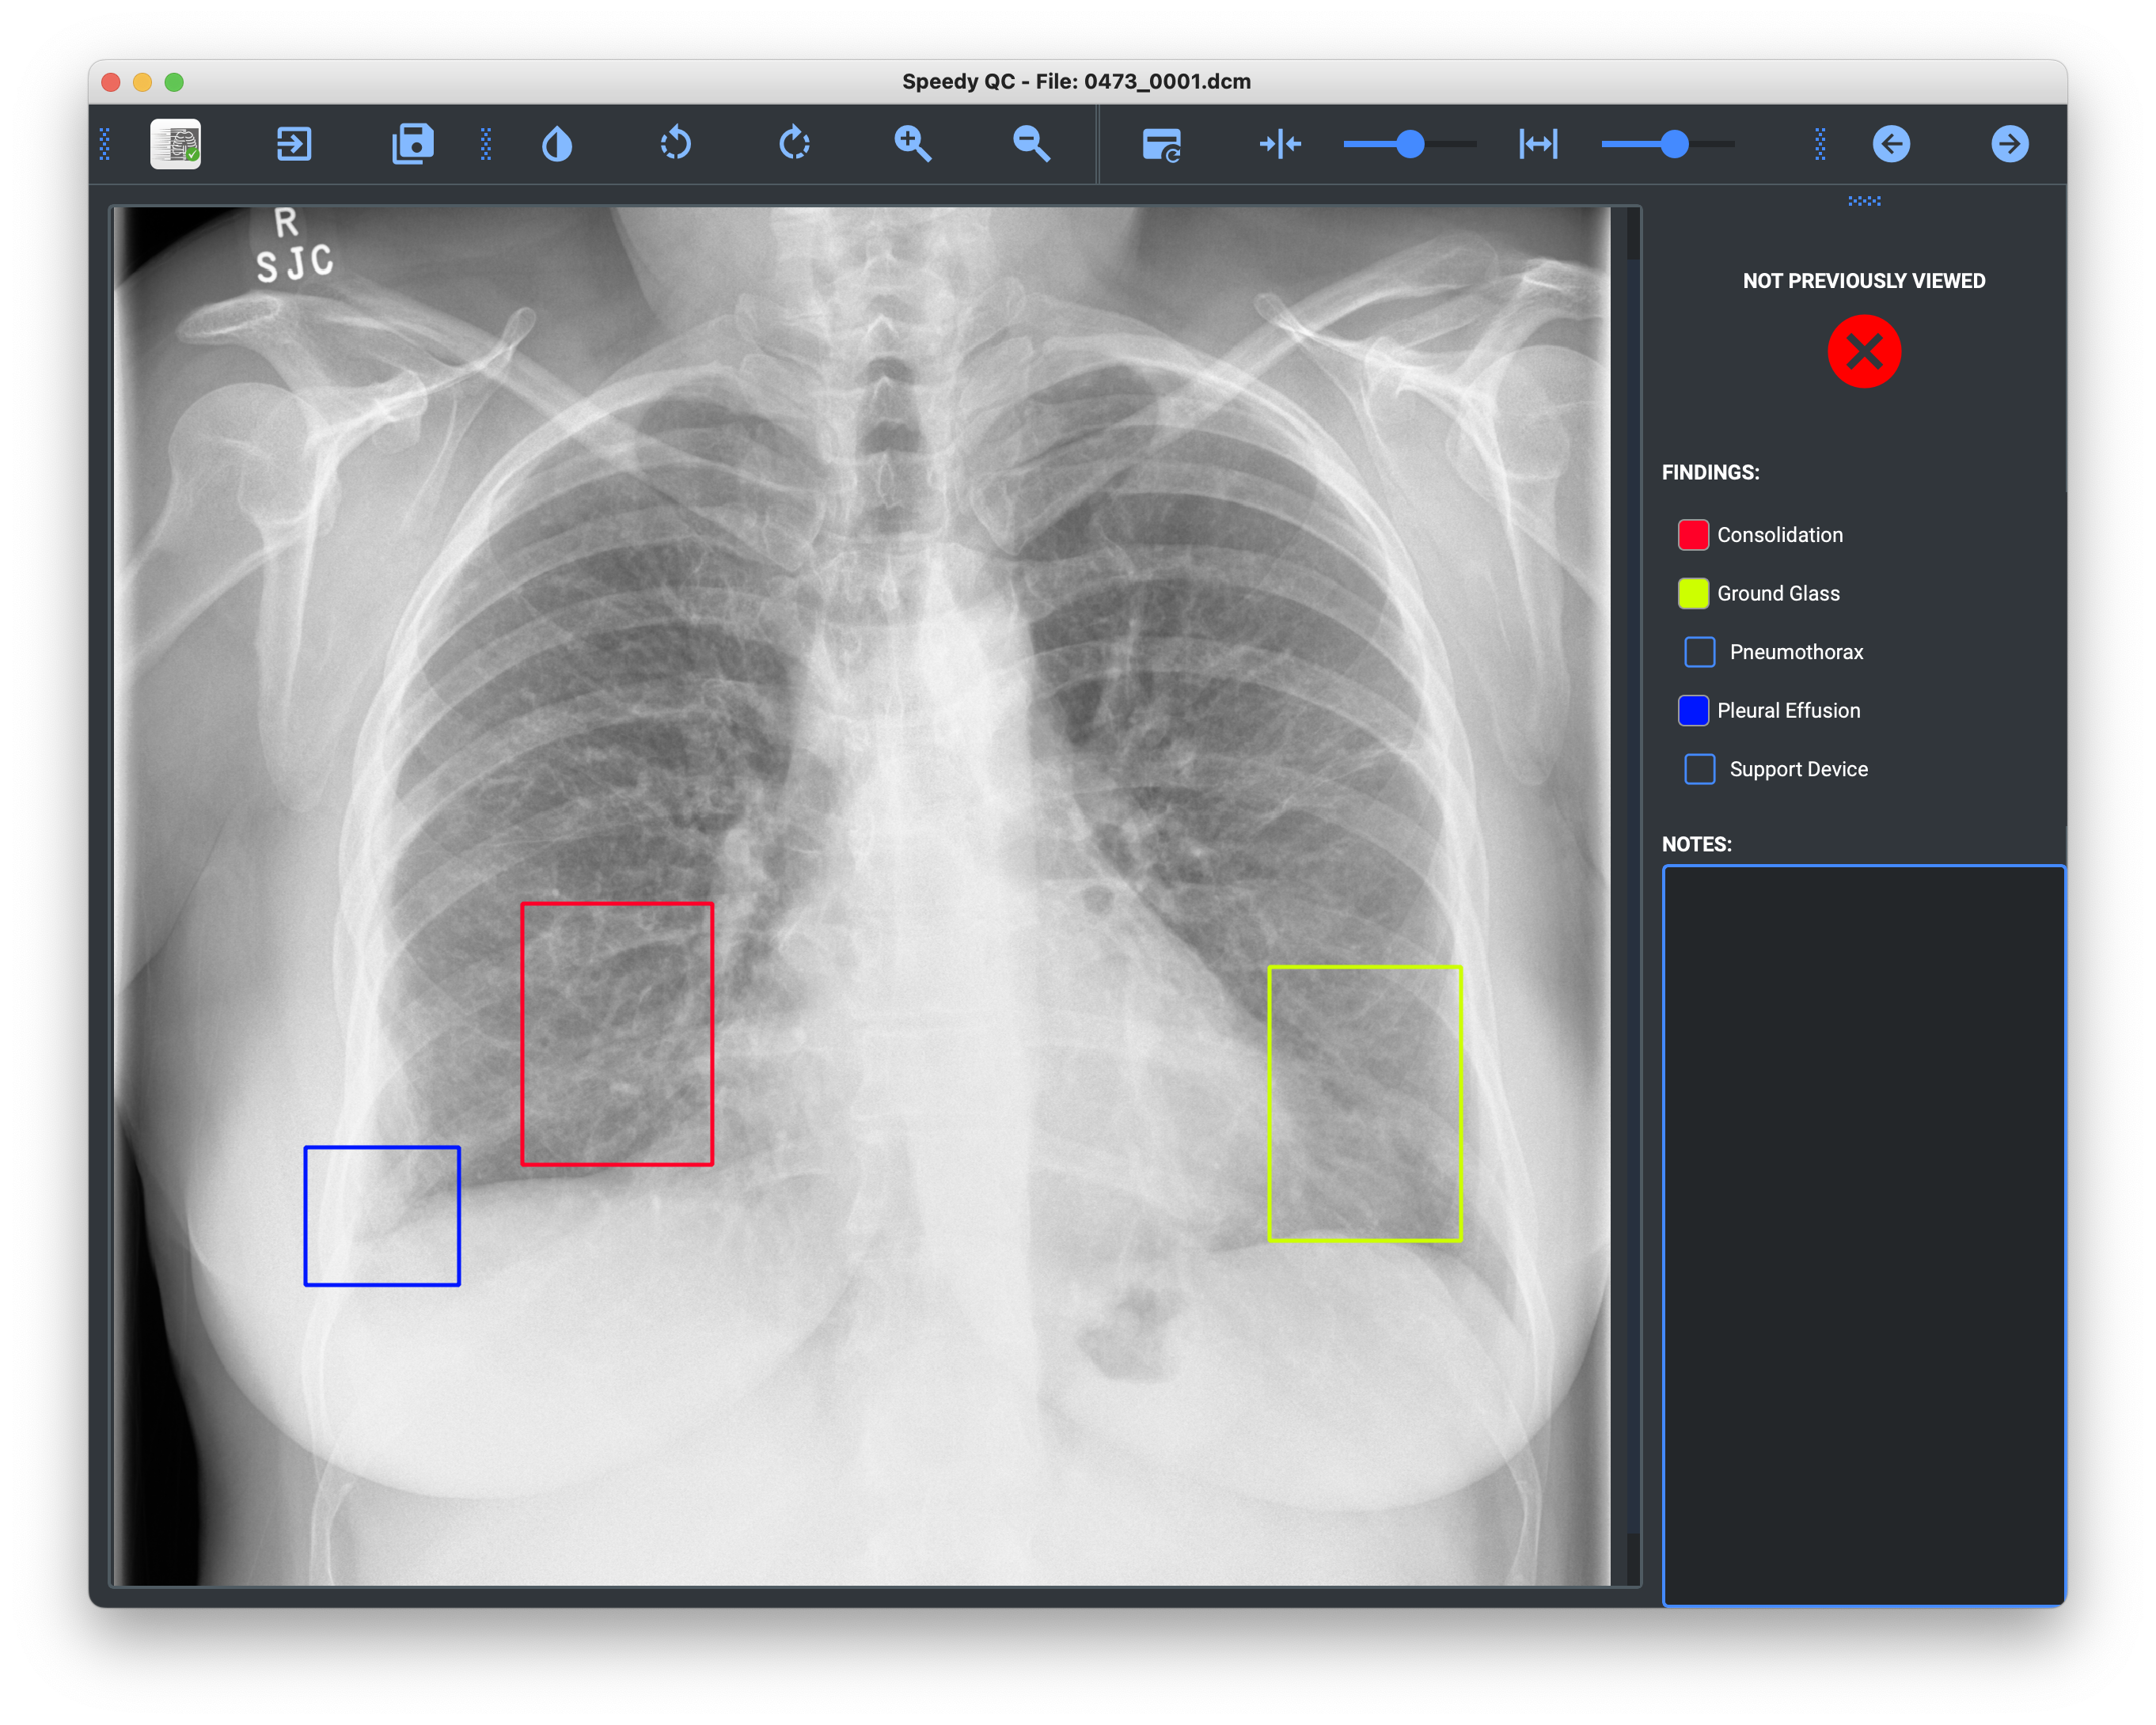 Speedy QC - File: 0473_0001.dcm
R
SJC
NOT PREVIOUSLY VIEWED
FINDINGS:
Consolidation
Ground Glass
Pneumothorax
Pleural Effusion
Support Device
NOTES: